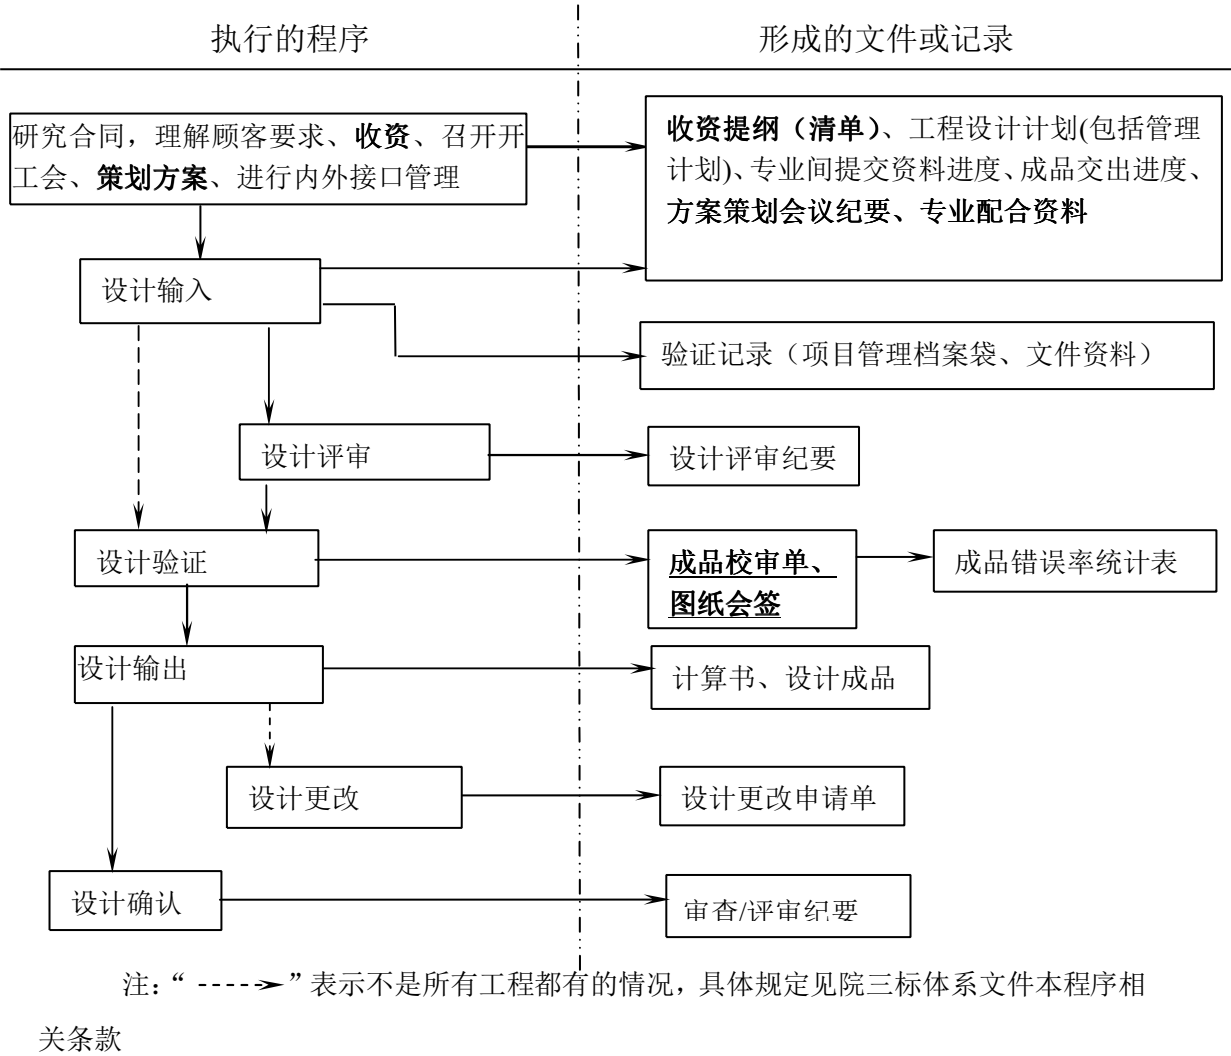 执行的程序
形成的文件或记录
研究合同，理解顾客要求、收资、召开开
工会、策划方案、进行内外接口管理
收资提纲（清单）、工程设计计划(包括管理
计划)、专业间提交资料进度、成品交出进度、
方案策划会议纪要、专业配合资料
设计输入
验证记录（项目管理档案袋、文件资料）
设计评审
设计评审纪要
设计验证
成品校审单、
图纸会签
成品错误率统计表
设计输出
计算书、设计成品
设计更改
设计更改申请单
设计确认
审查/评审纪要
注：“ ”表示不是所有工程都有的情况，具体规定见院三标体系文件本程序相
关条款